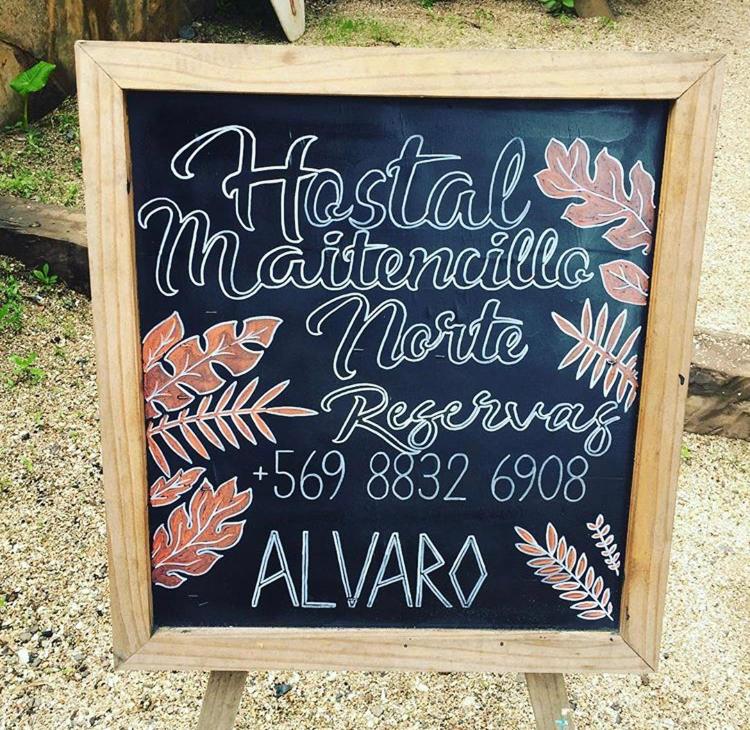 Hostal
Maitencillo
Norte
Reservas
+569 8832 6908
ALVARO